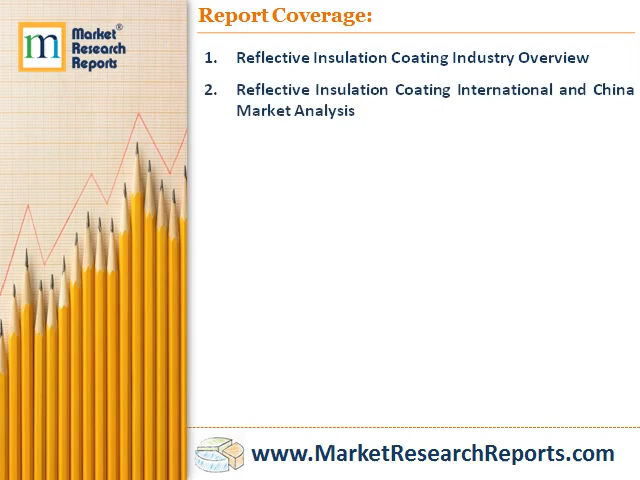 m Market®
Research
Reports
Report Coverage:
1. Reflective Insulation Coating Industry Overview
2. Reflective Insulation Coating International and China
Market Analysis
www.MarketResearchReports.com